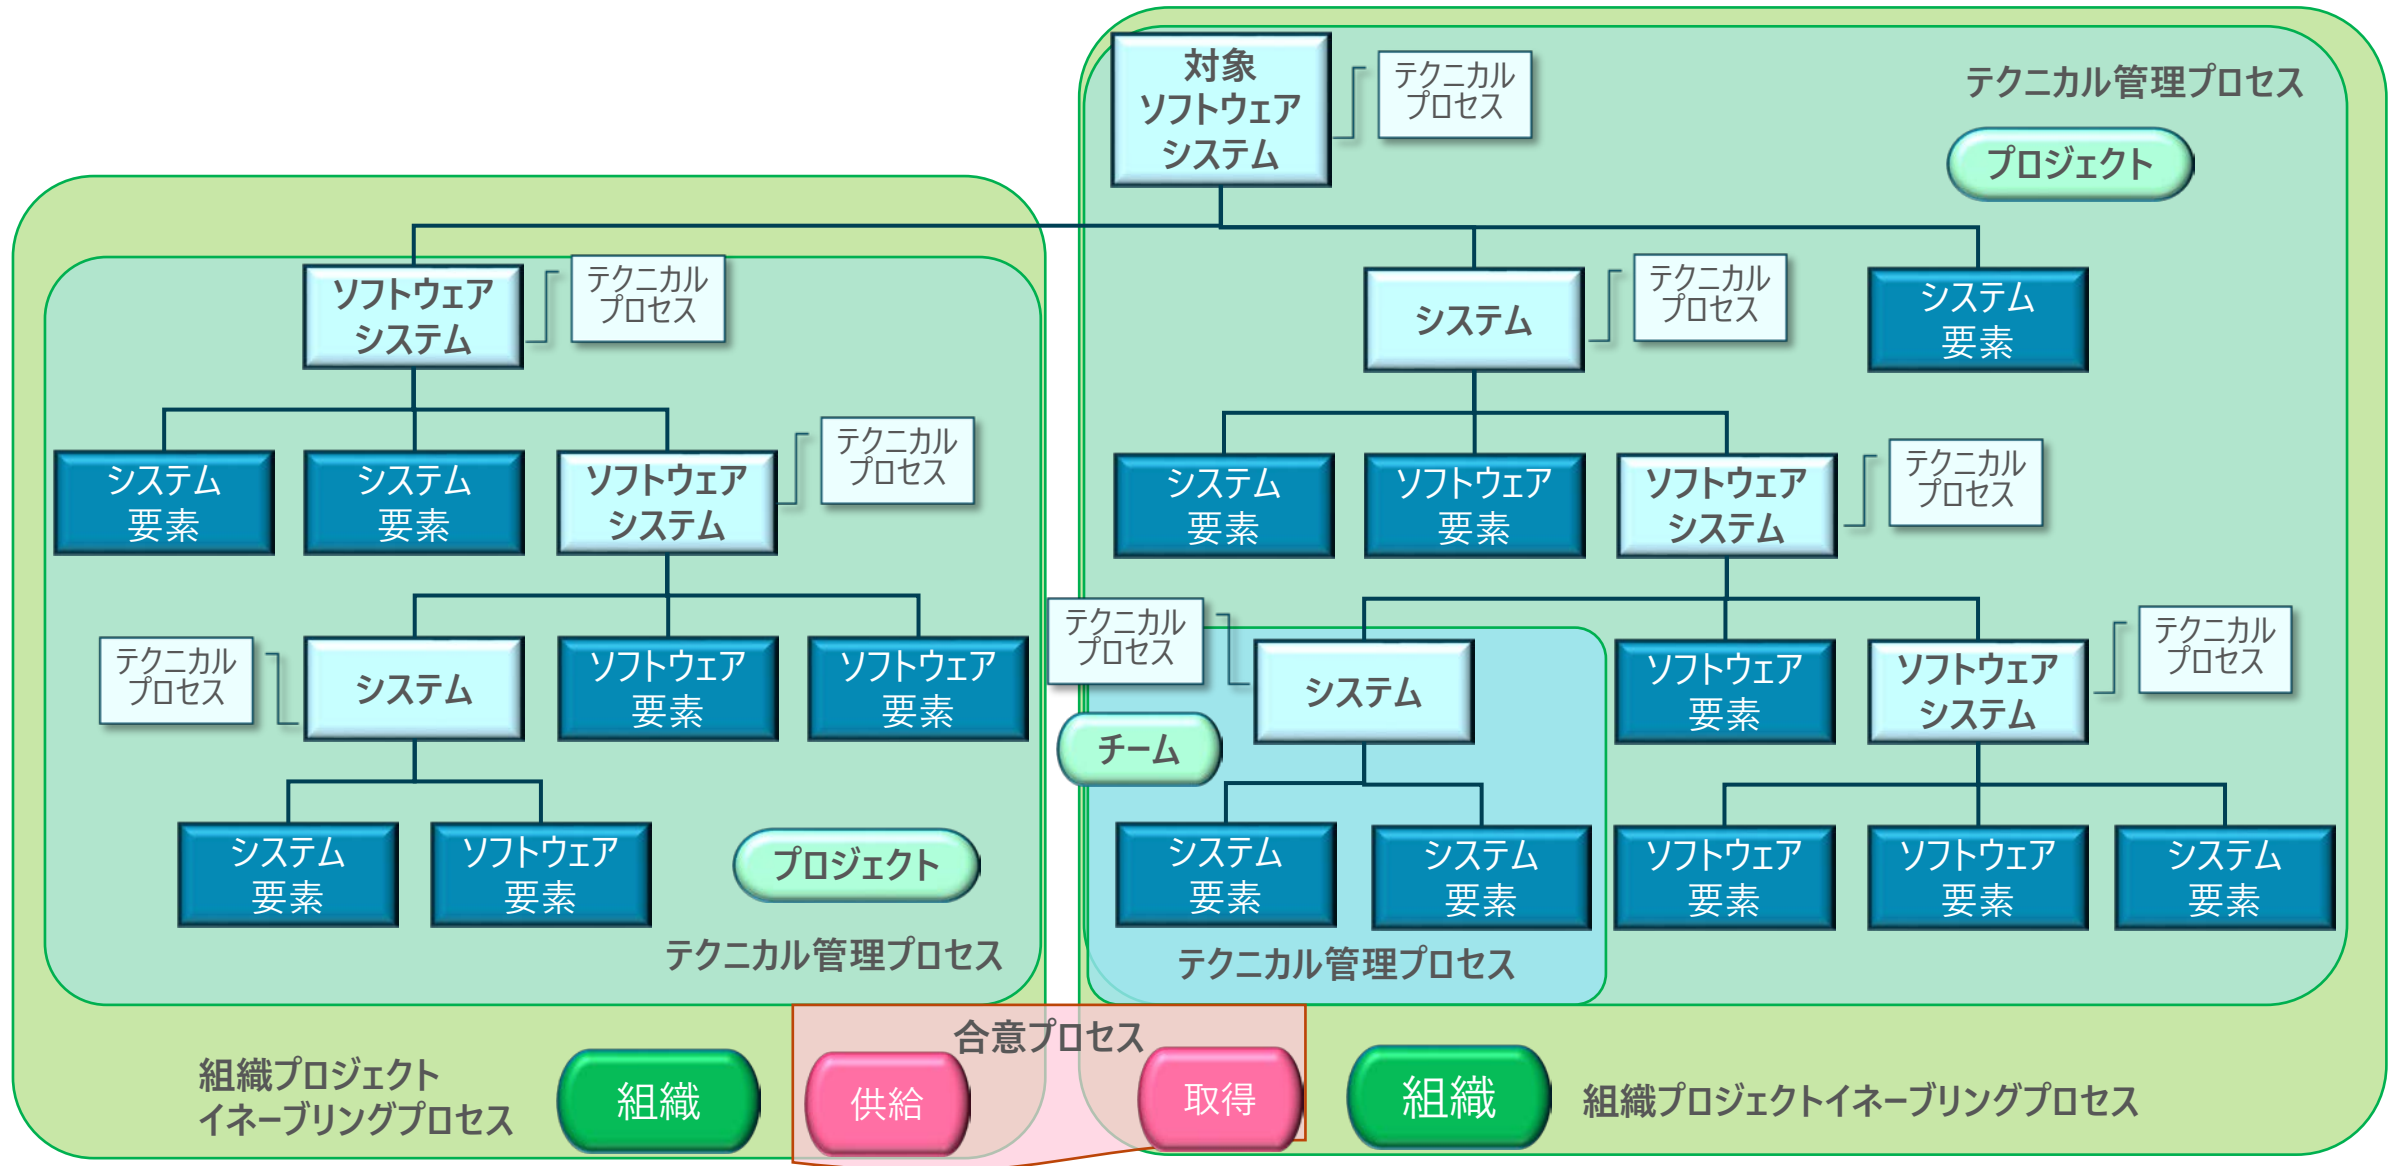 対象
ソフトウェア
システム
テクニカル
プロセス
テクニカル管理プロセス
プロジェクト
ソフトウェア
システム
テクニカル
プロセス
システム
テクニカル
プロセス
システム
要素
システム
要素
システム
要素
ソフトウェア
システム
テクニカル
プロセス
システム
要素
ソフトウェア
要素
ソフトウェア
システム
テクニカル
プロセス
テクニカル
プロセス
システム
ソフトウェア
要素
ソフトウェア
要素
テクニカル
プロセス
システム
ソフトウェア
要素
ソフトウェア
システム
テクニカル
プロセス
チーム
システム
要素
ソフトウェア
要素
プロジェクト
テクニカル管理プロセス
システム
要素
システム
要素
テクニカル管理プロセス
ソフトウェア
要素
ソフトウェア
要素
システム
要素
合意プロセス
組織プロジェクト
イネーブリングプロセス
組織
供給
取得
組織
組織プロジェクトイネーブリングプロセス